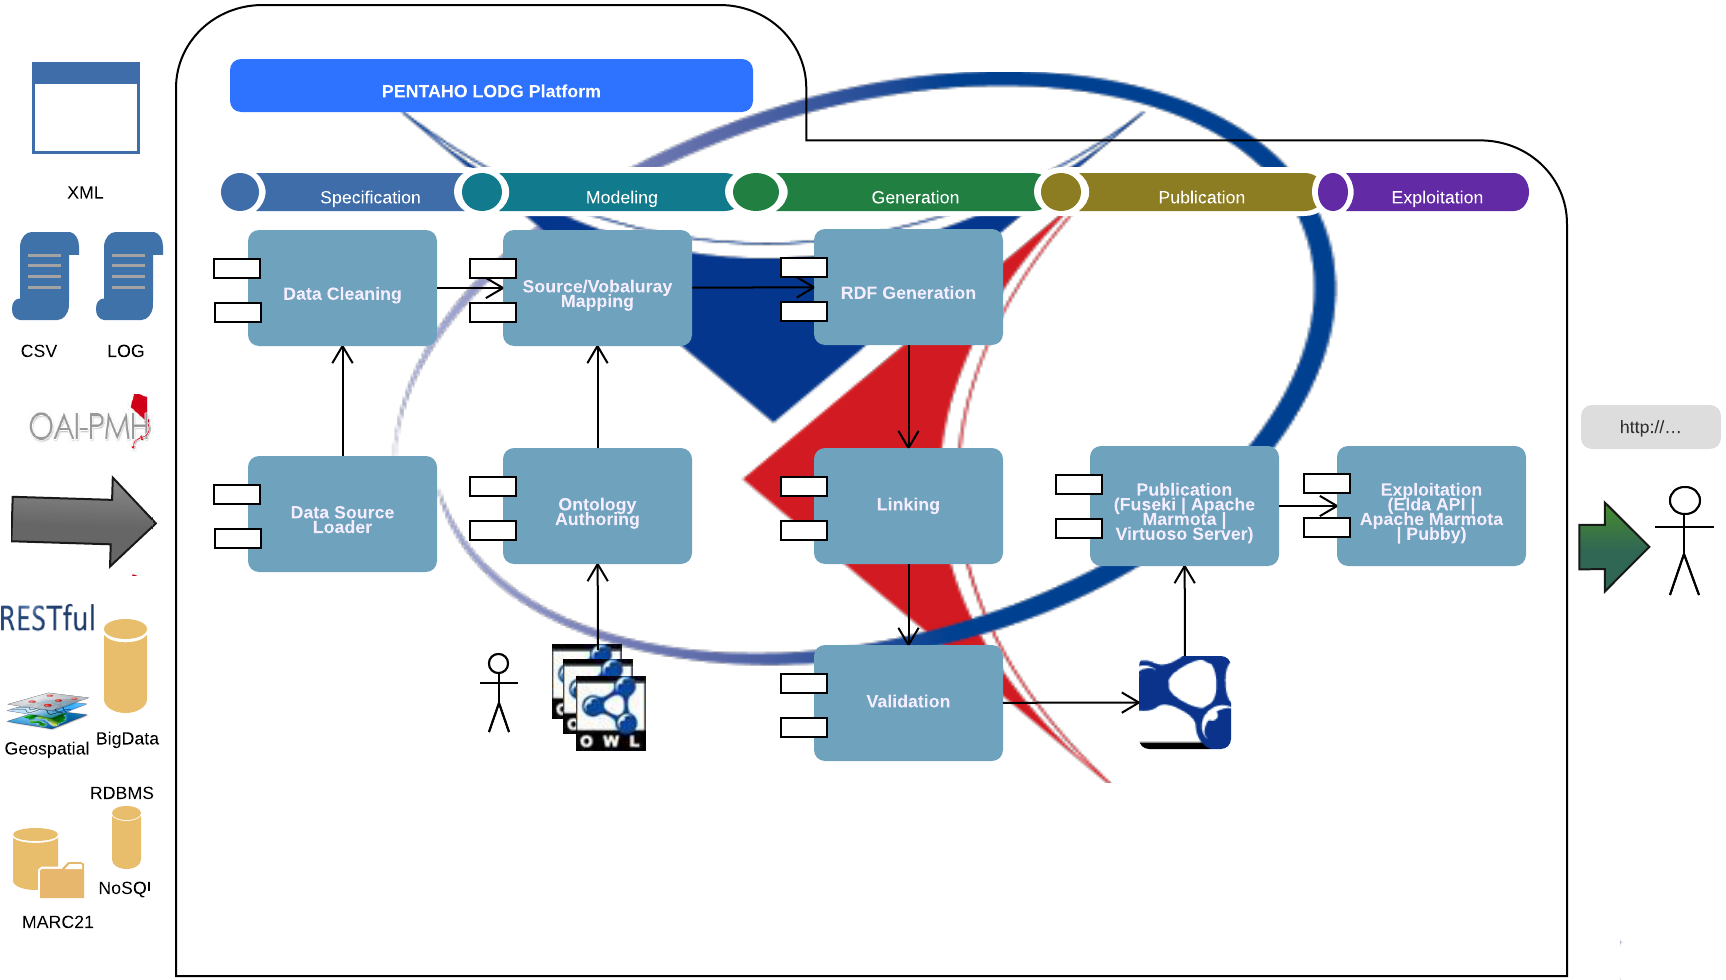 PENTAHO LODG Platform
XML
Specification
Modeling
Generation
Publication
Exploitation
CSV
LOG
OAI-PMH
Data Cleaning
Source/Vobaluray
Mapping
RDF Generation
Data Source
Loader
Ontology
Authoring
Linking
Publication
(Fuseki | Apache
Marmota |
Virtuoso Server)
Exploitation
(Elda API |
Apache Marmota
| Pubby)
http://…
RESTful
Geospatial
BigData
O W L
Validation
RDBMS
NoSQl
MARC21